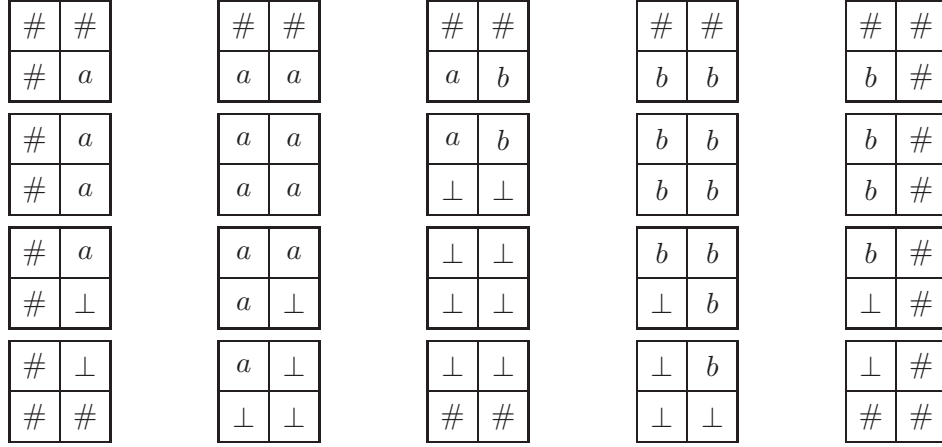 # # # # # # # # # #
# a a a a b b b b #
# a a a a b b b b #
# a a a ⊥ ⊥ b b b #
# a a a ⊥ ⊥ b b b #
# ⊥ a ⊥ ⊥ ⊥ ⊥ b ⊥ #
# ⊥ a ⊥ ⊥ ⊥ ⊥ b ⊥ #
# # ⊥ ⊥ # # ⊥ ⊥ # #